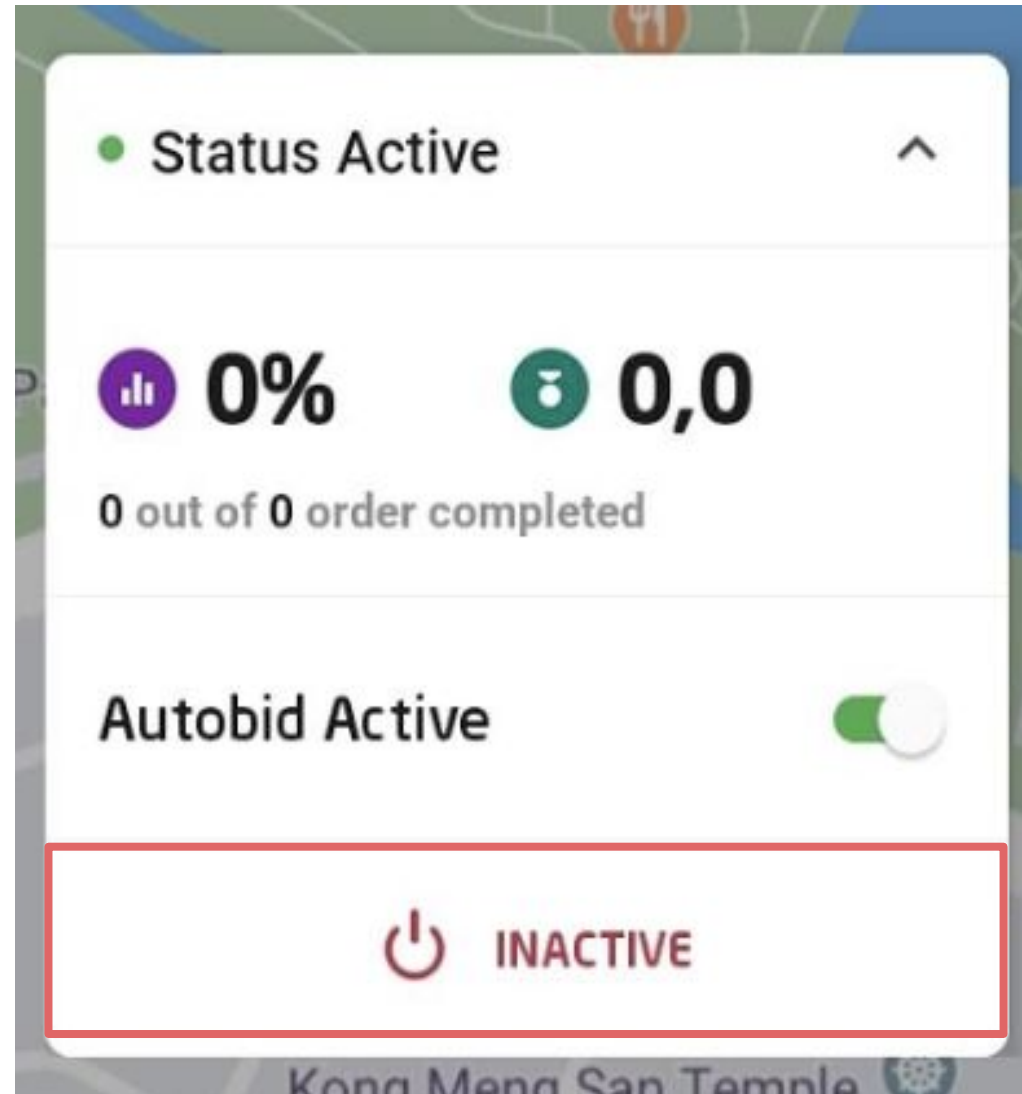 Status Active
0% 0,0
0 out of 0 order completed
Autobid Active
INACTIVE
Kong Meng San Temple